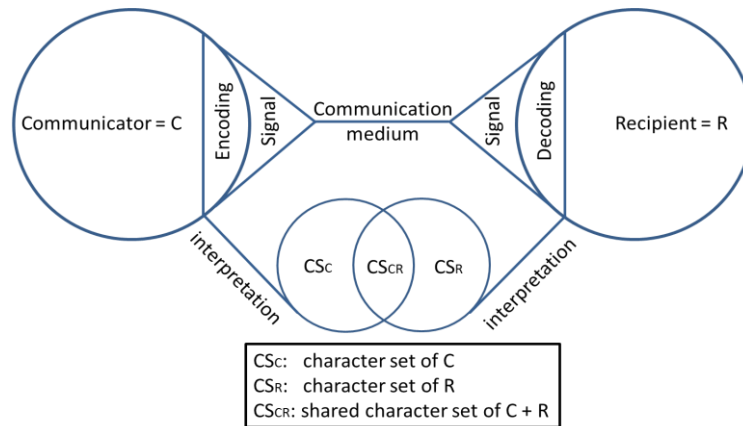 Communicator = C
Encoding
Signal
Communication
medium
Signal
Decoding
Recipient = R
interpretation
CSC
CSCR
CSR
interpretation
CSC: character set of C
CSR: character set of R
CSCR: shared character set of C + R